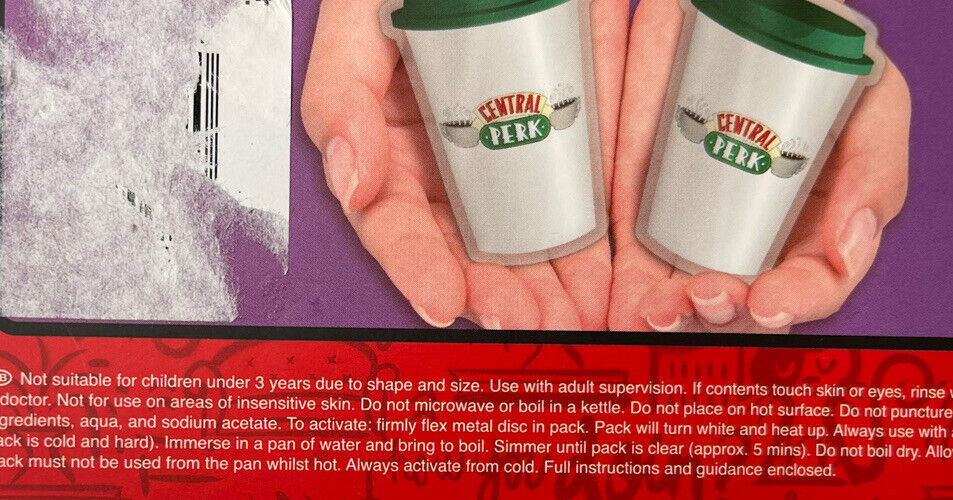 CENTRAL
PERK
CENTRAL
PERK
GB Not suitable for children under 3 years due to shape and size. Use with adult supervision. If contents touch skin or eyes, rinse
doctor. Not for use on areas of insensitive skin. Do not microwave or boil in a kettle. Do not place on hot surface. Do not puncture
gredients, aqua, and sodium acetate. To activate: firmly flex metal disc in pack. Pack will turn white and heat up. Always use with
ack is cold and hard). Immerse in a pan of water and bring to boil. Simmer until pack is clear (approx. 5 mins). Do not boil dry. Allo
ack must not be used from the pan whilst hot. Always activate from cold. Full instructions and guidance enclosed.